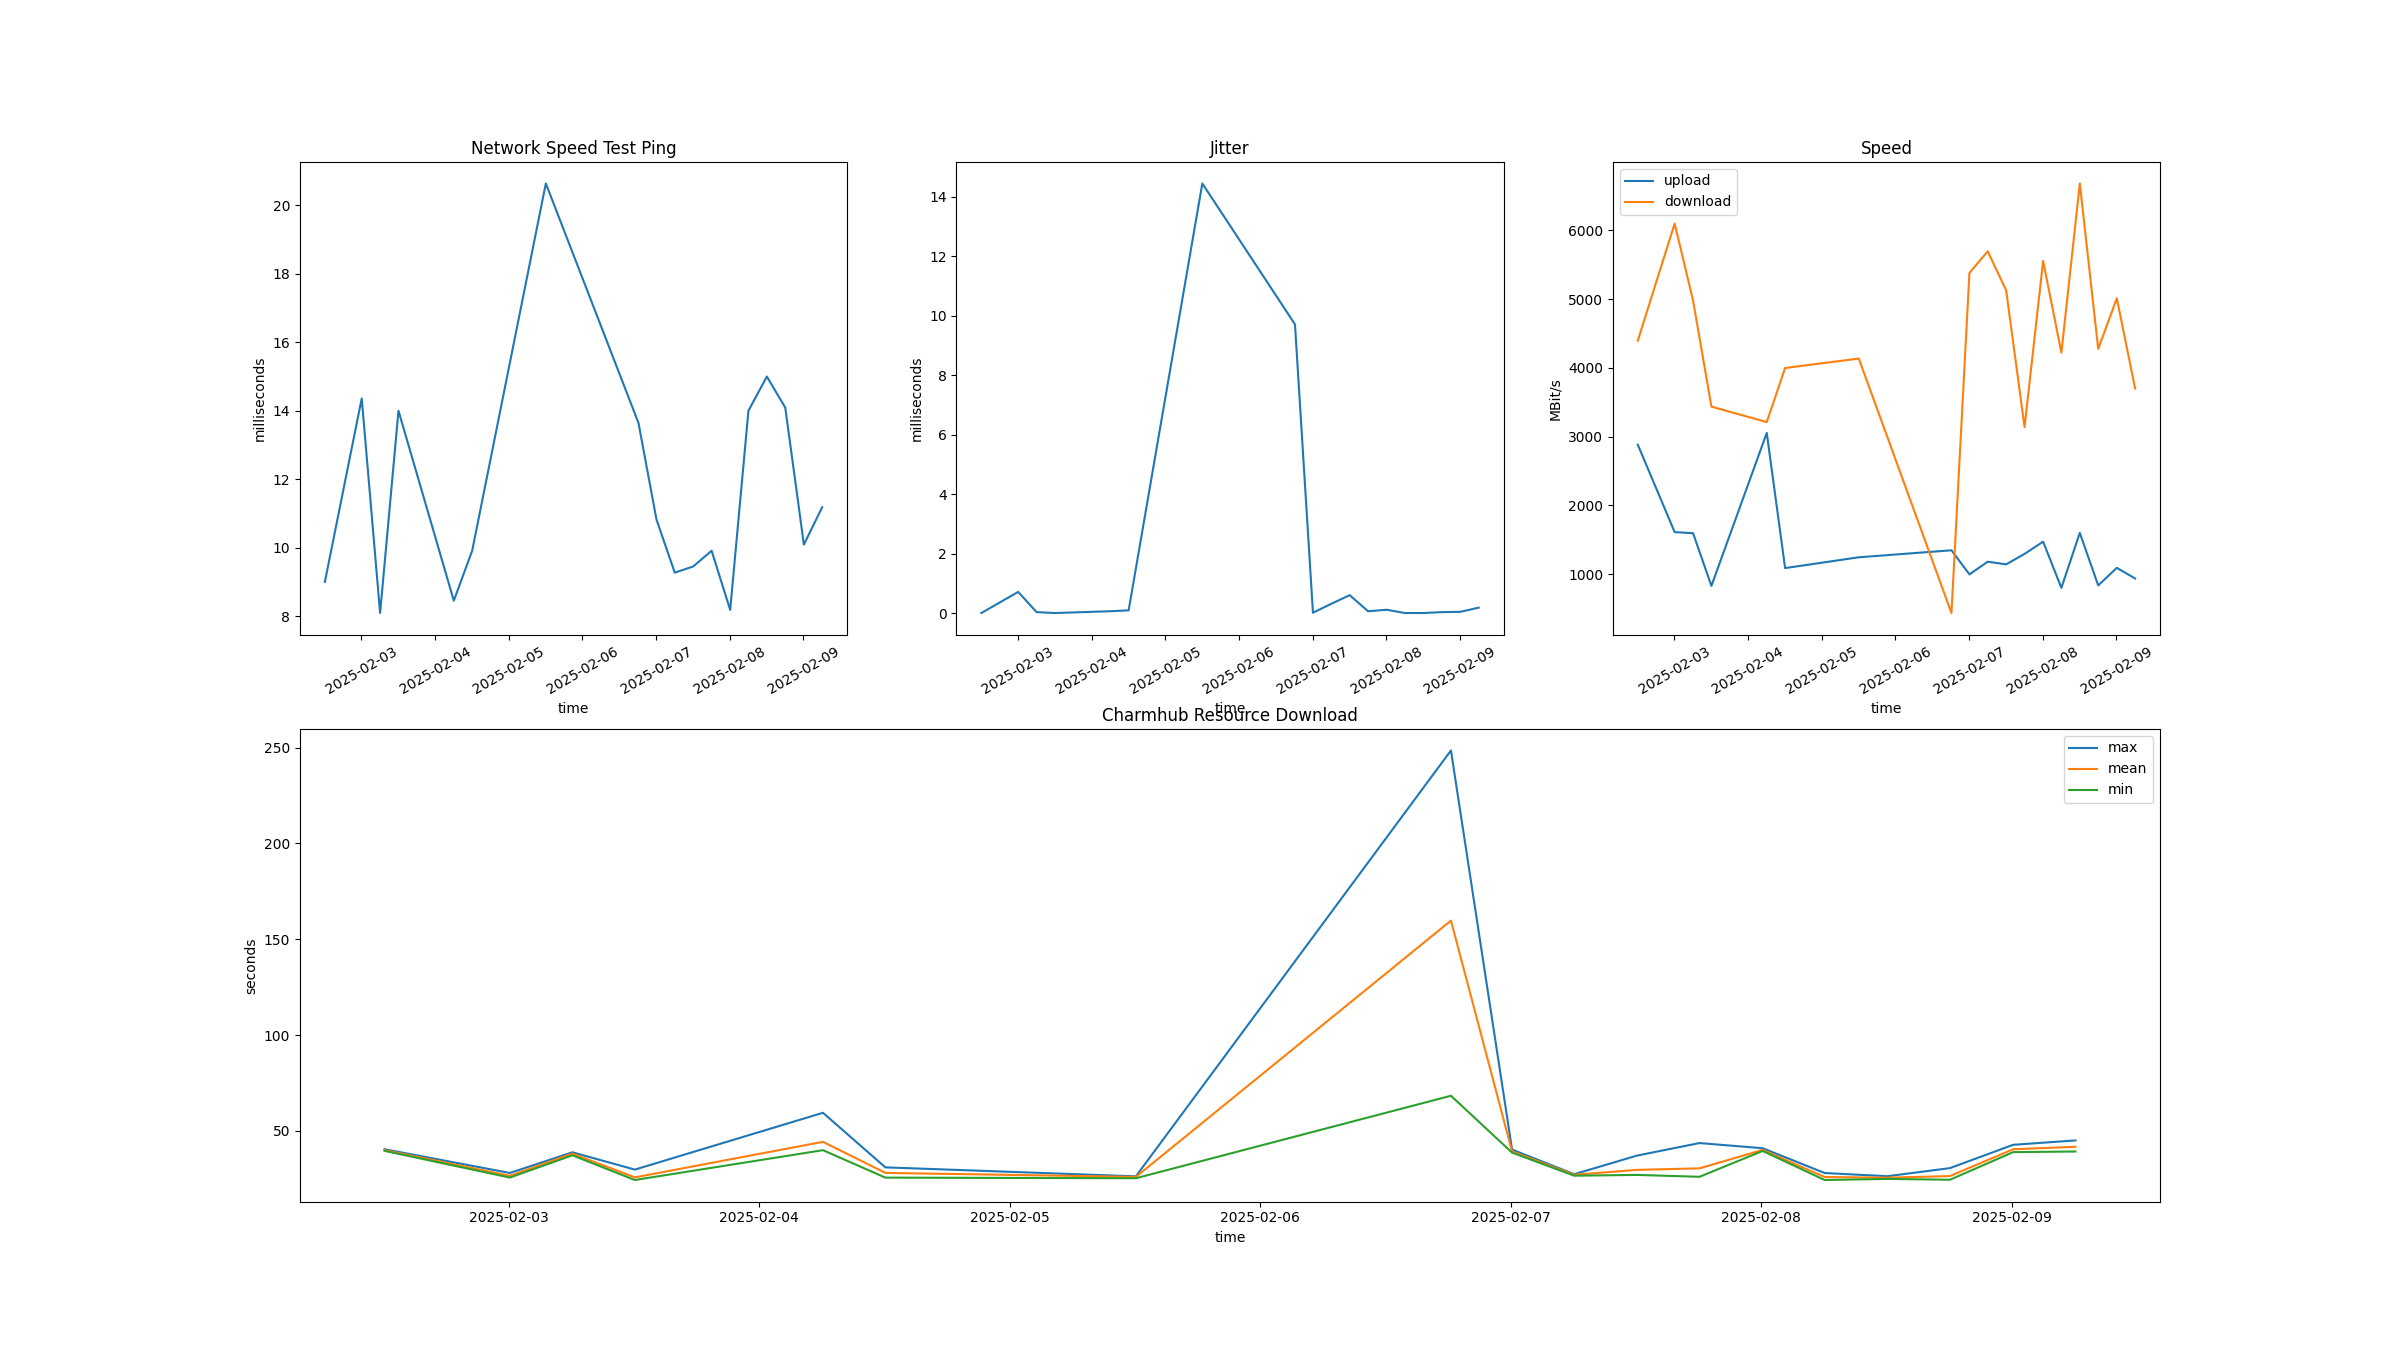 Network Speed Test Ping
milliseconds
20
18
16
14
12
10
8
2025-02-03 2025-02-04 2025-02-05 2025-02-06 2025-02-07 2025-02-08 2025-02-09
time
Jitter
milliseconds
14
12
10
8
6
4
2
0
2025-02-03 2025-02-04 2025-02-05 2025-02-06 2025-02-07 2025-02-08 2025-02-09
time
Speed
upload
download
MBit/s
6000
5000
4000
3000
2000
1000
2025-02-03 2025-02-04 2025-02-05 2025-02-06 2025-02-07 2025-02-08 2025-02-09
time
Charmhub Resource Download
max
mean
min
seconds
250
200
150
100
50
2025-02-03 2025-02-04 2025-02-05 2025-02-06 2025-02-07 2025-02-08 2025-02-09
time